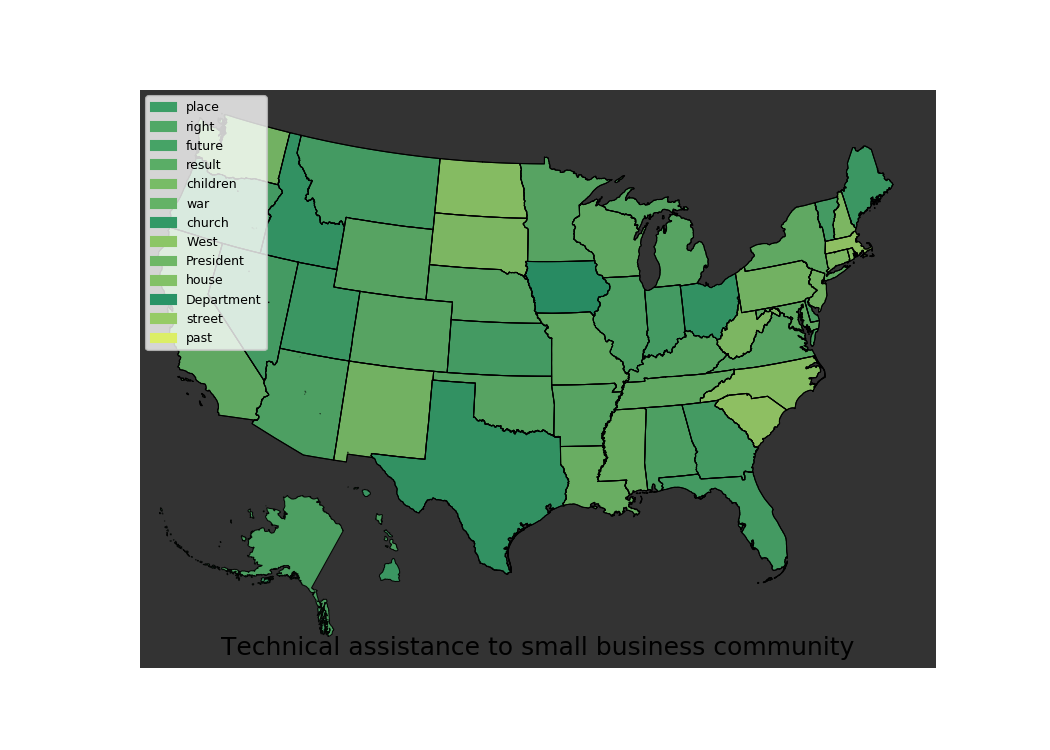 place
right
future
result
children
war
church
West
President
house
Department
street
past
Technical assistance to small business community